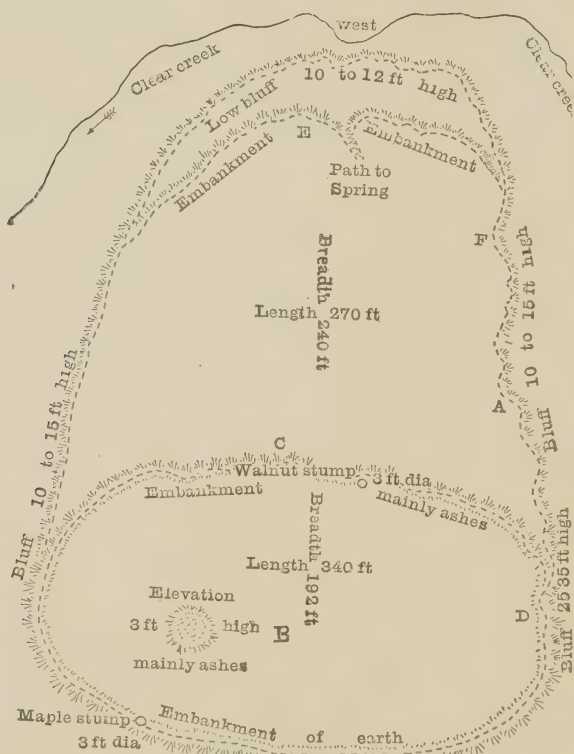 west
Clear creek
Clear creek
10 to 12 ft high
Low bluff
E
Embankment
Embankment
Path to
Spring
F
Breadth 240 ft
Length 270 ft
Bluff 10 to 15 ft high
Bluff 10 to 15 ft high
A
C
Walnut stump 3 ft dia
Embankment
mainly ashes
Breadth 192 ft
Length 340 ft
Bluff 25 35 ft high
Elevation
3 ft high
B
D
mainly ashes
Maple stump
3 ft dia
Embankment of earth